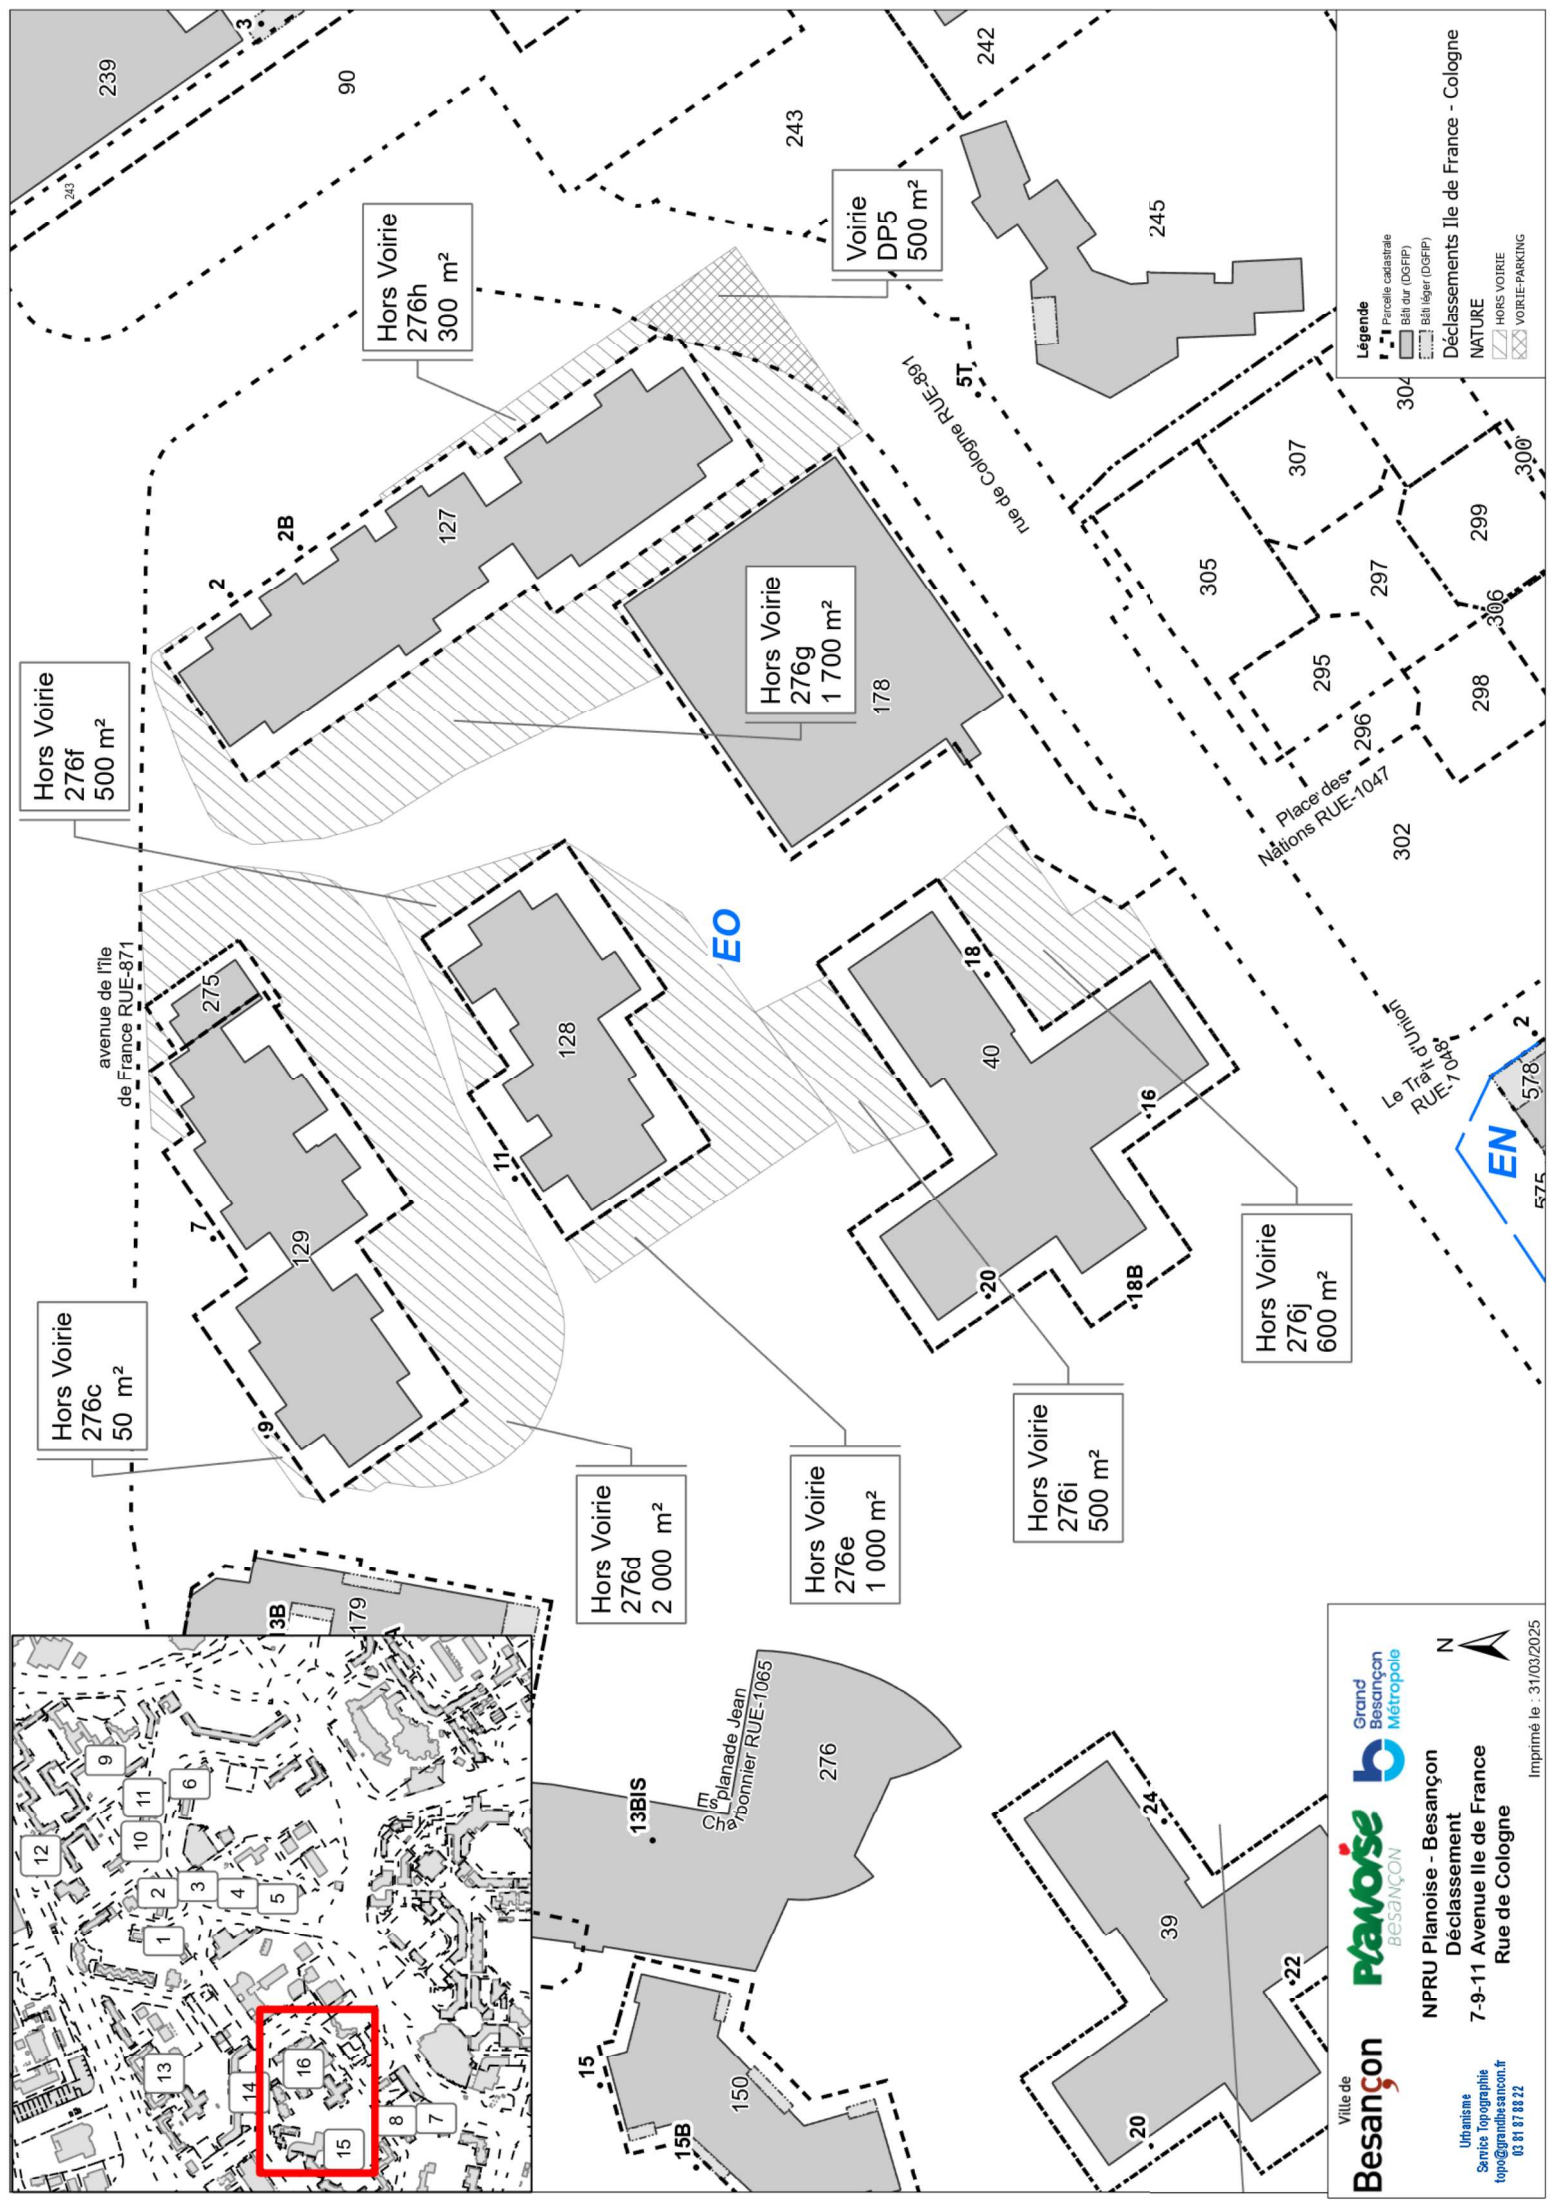 239
90
243
243
242
245
3
Hors Voirie
276h
300 m²
Voirie
DP5
500 m²
Hors Voirie
276f
500 m²
Hors Voirie
276g
1 700 m²
Hors Voirie
276c
50 m²
Hors Voirie
276d
2 000 m²
Hors Voirie
276e
1 000 m²
Hors Voirie
276i
500 m²
Hors Voirie
276j
600 m²
avenue de l'île
de France RUE-871
rue de Cologne RUE-891
Place des
Nations RUE-1047
Le Trait d'Union
RUE-1048
Esplanade Jean
Charbonnier RUE-1065
EO
EN
2
2B
127
178
5T
275
129
7
9
11
128
40
18
16
20
18B
305
307
304
300
299
297
306
295
296
298
302
2
578
575
13B
179
A
13BIS
276
15
15B
150
39
24
22
20
12
9
11
6
10
2
3
4
5
1
13
14
16
15
8
7
Légende
Parcelle cadastrale
Bâti dur (DGFIP)
Bâti léger (DGFIP)
Déclassements Ile de France - Cologne
NATURE
HORS VOIRIE
VOIRIE-PARKING
Ville de
Besançon
Planoise
BESANÇON
Grand
Besançon
Métropole
NPRU Planoise - Besançon
Déclassement
7-9-11 Avenue Ile de France
Rue de Cologne
N
Urbanisme
Service Topographie
topo@grandbesancon.fr
03 81 87 88 22
Imprimé le : 31/03/2025